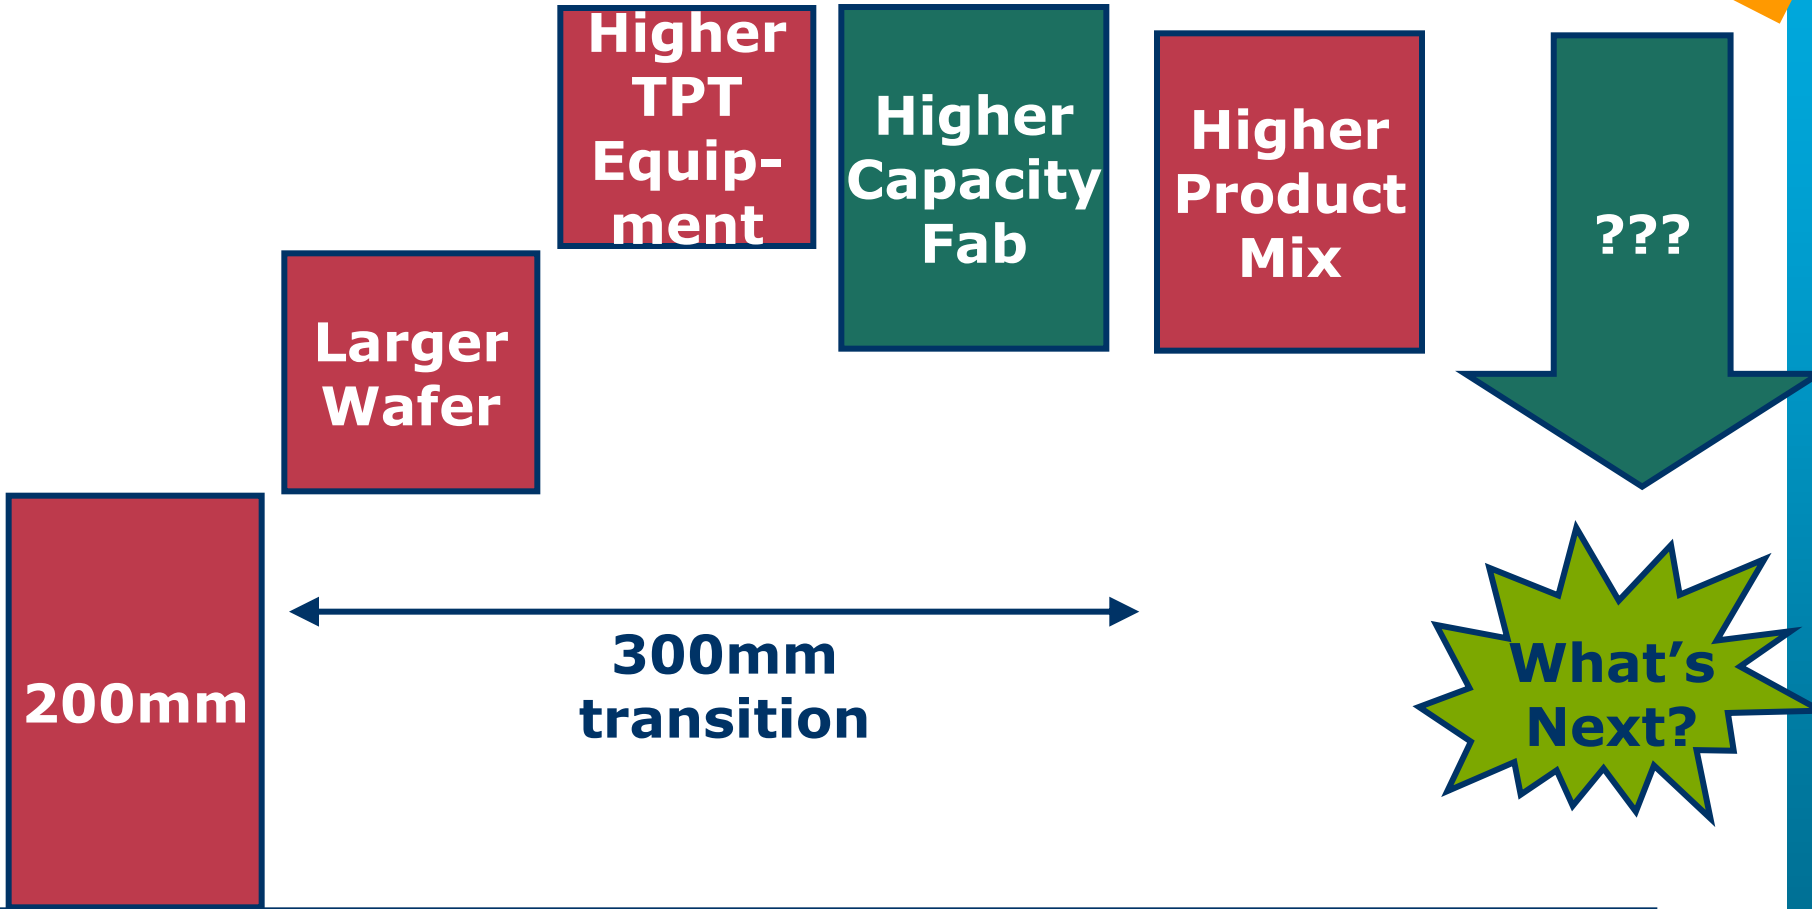 Higher
TPT
Equip-
ment
Higher
Capacity
Fab
Higher
Product
Mix
???
Larger
Wafer
200mm
300mm
transition
What’s
Next?